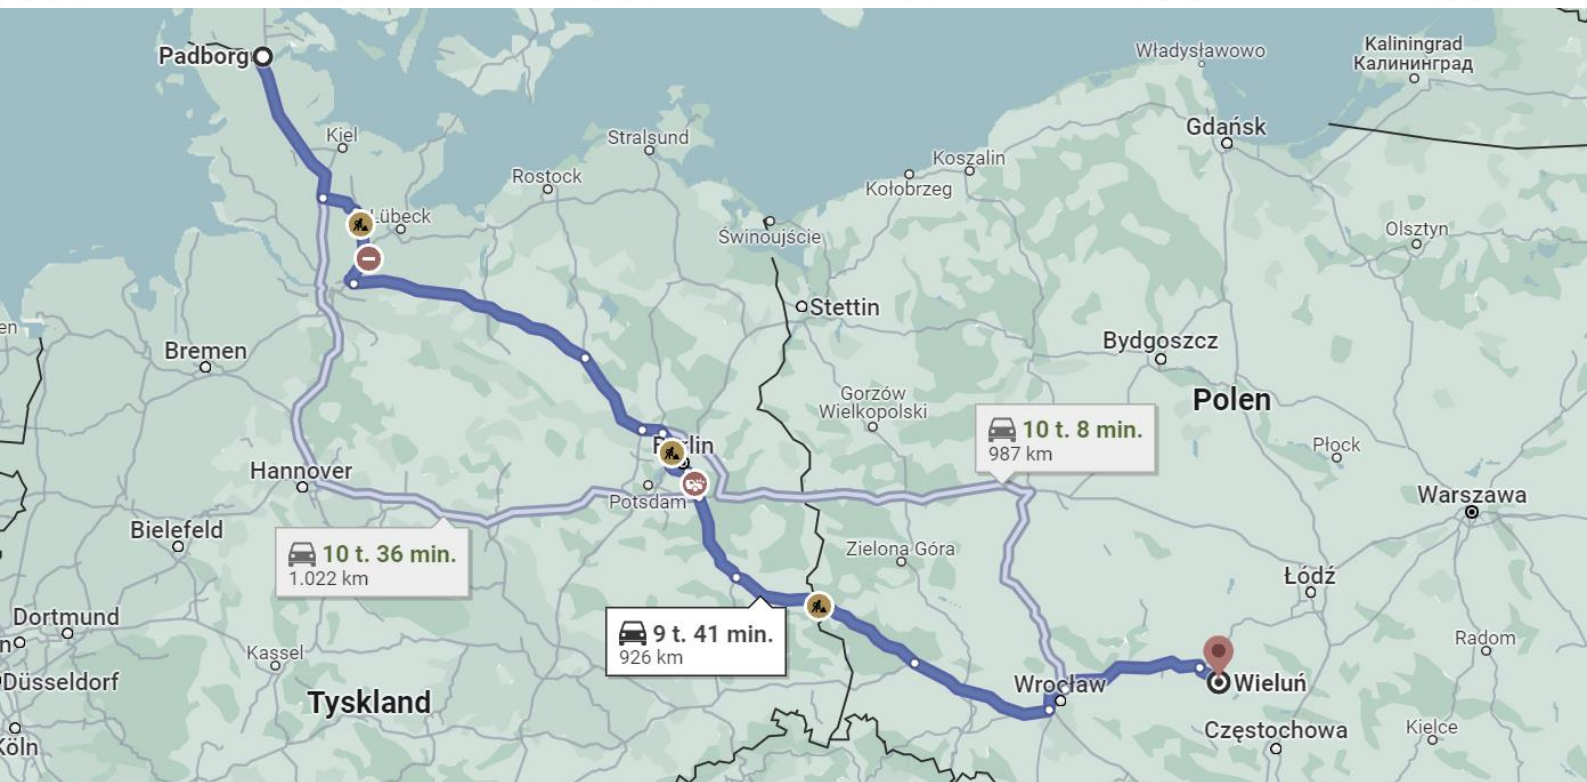 Padborg
Kiel
Lübeck
Rostock
Stralsund
Świnoujście
Stettin
Kołobrzeg
Koszalin
Władysławowo
Gdańsk
Kaliningrad
Калининград
Olsztyn
en
Bremen
Bydgoszcz
Polen
Gorzów
Wielkopolski
10 t. 8 min.
987 km
Płock
Berlin
Hannover
Potsdam
Warszawa
Bielefeld
10 t. 36 min.
1.022 km
Zielona Góra
Łódź
Dortmund
n
9 t. 41 min.
926 km
Kassel
Radom
Düsseldorf
Tyskland
Wrocław
Wieluń
Częstochowa
Kielce
Köln